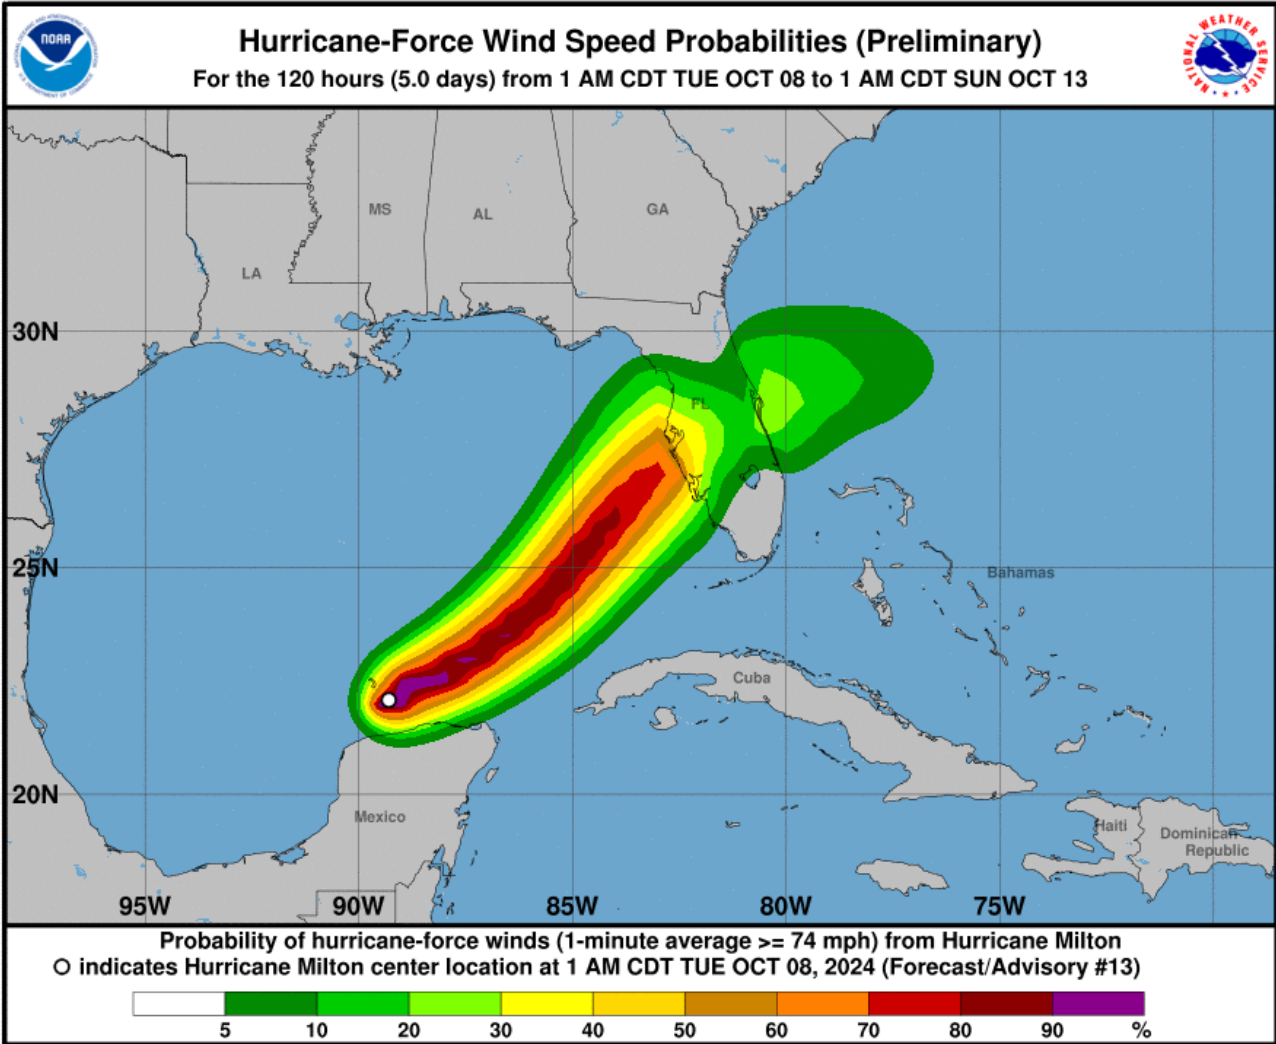 NOAA
Hurricane-Force Wind Speed Probabilities (Preliminary)
For the 120 hours (5.0 days) from 1 AM CDT TUE OCT 08 to 1 AM CDT SUN OCT 13
NATIONAL WEATHER SERVICE
MS
AL
GA
LA
30N
FL
25N
Bahamas
Cuba
20N
Mexico
Haiti
Dominican
Republic
95W
90W
85W
80W
75W
Probability of hurricane-force winds (1-minute average >= 74 mph) from Hurricane Milton
O indicates Hurricane Milton center location at 1 AM CDT TUE OCT 08, 2024 (Forecast/Advisory #13)
5 10 20 30 40 50 60 70 80 90 %